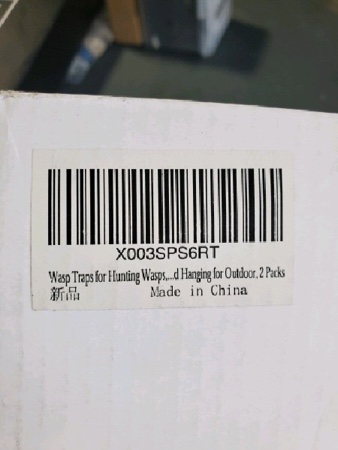 X003SPS6RT
Wasp Traps for Hunting Wasps,...d Hanging for Outdoor, 2 Packs
新品 Made in China